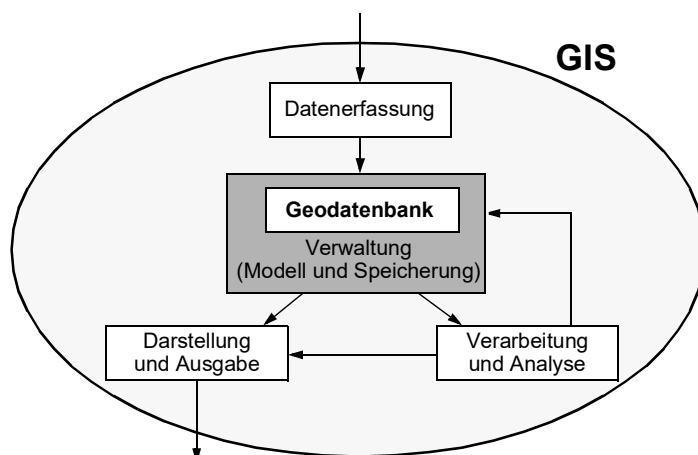 GIS
Datenerfassung
Geodatenbank
Verwaltung
(Modell und Speicherung)
Darstellung
und Ausgabe
Verarbeitung
und Analyse